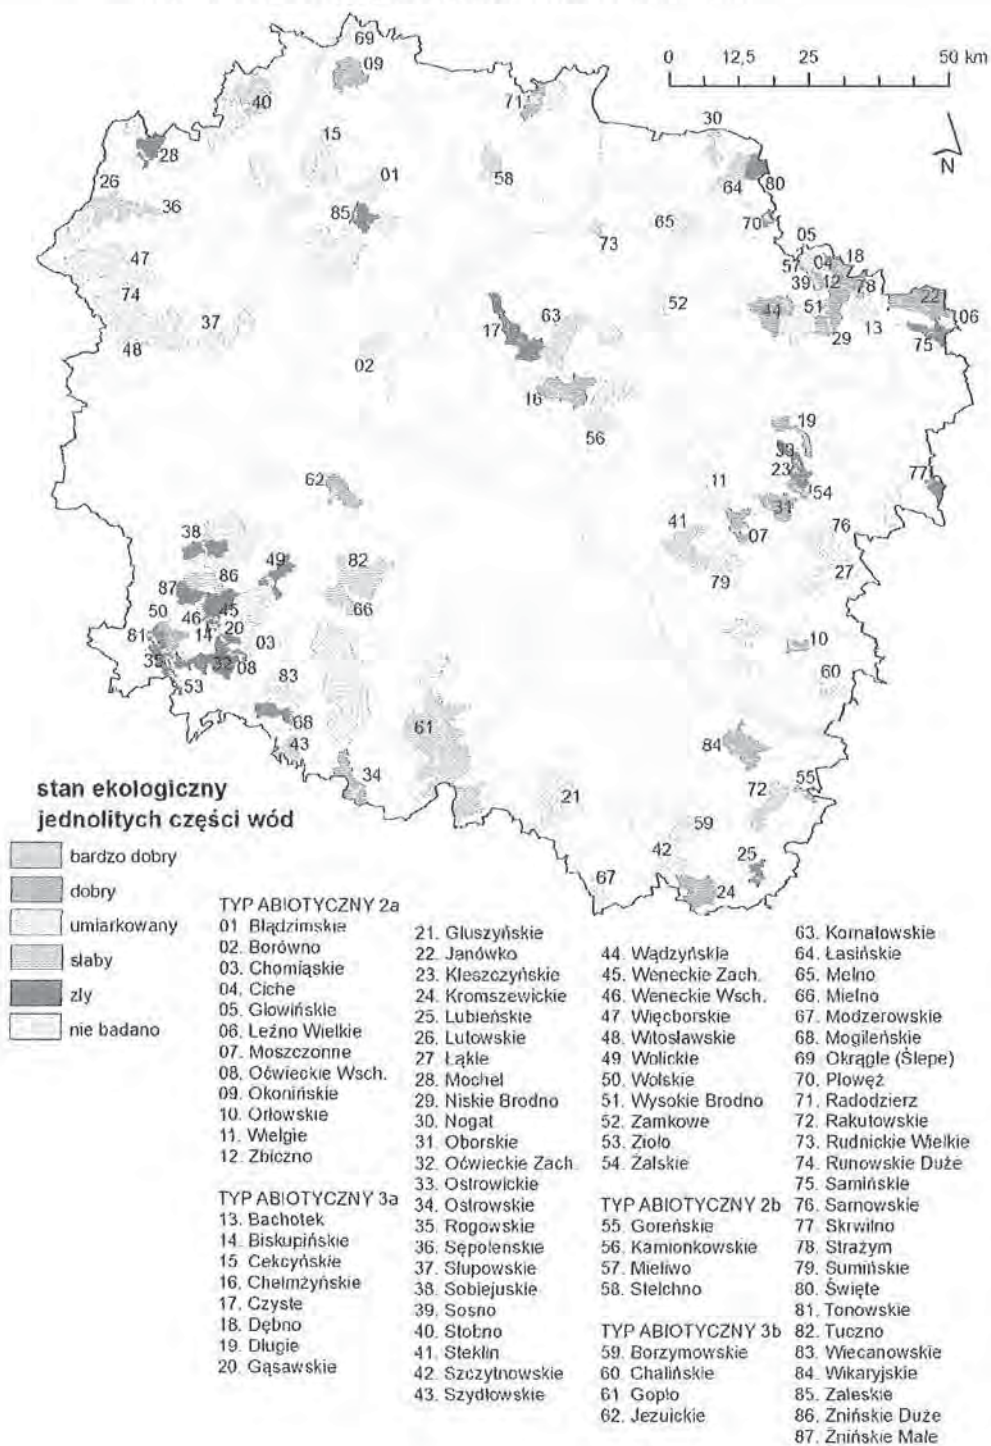 0 12,5 25 50 km
N
69
09
40
71
30
15
28
58
01
64
80
26
36
85
65
70
73
05
47
57
04
18
39
12
78
74
52
51
44
22
37
17
63
06
13
48
29
75
02
16
56
19
33
62
23
77
54
11
31
38
41
07
76
49
82
86
79
27
87
66
50
46
45
81
14
20
03
10
35
32
08
60
53
83
68
61
84
43
34
72
55
21
59
42
25
67
24
stan ekologiczny
jednolitych części wód
bardzo dobry
dobry
umiarkowany
słaby
zły
nie badano
TYP ABIOTYCZNY 2a
01 Błądzimskie
02. Borówno
03. Chomiąskie
04. Ciche
05. Głowińskie
06. Leźno Wielkie
07. Moszczonne
08. Oćwieckie Wsch.
09. Okonińskie
10. Orłowskie
11. Wielgie
12. Zbiczno
TYP ABIOTYCZNY 3a
13. Bachotek
14. Biskupińskie
15. Cekcyńskie
16. Chełmżyńskie
17. Czyste
18. Dębno
19. Długie
20. Gąsawskie
21. Głuszyńskie
22. Janówko
23. Kleszczyńskie
24. Kromszewickie
25. Lubieńskie
26. Lutowskie
27. Łąkie
28. Mochel
29. Niskie Brodno
30. Nogat
31. Oborskie
32. Oćwieckie Zach.
33. Ostrowickie
34. Ostrowskie
35. Rogowskie
36. Sępoleńskie
37. Słupowskie
38. Sobiejuskie
39. Sosno
40. Stobno
41. Steklin
42. Szczytnowskie
43. Szydłowskie
44. Wądzyńskie
45. Weneckie Zach.
46. Weneckie Wsch.
47. Więcborskie
48. Witosławskie
49. Wolickie
50. Wolskie
51. Wysokie Brodno
52. Zamkowe
53. Zioło
54. Żalskie
TYP ABIOTYCZNY 2b
55. Goreńskie
56. Kamionkowskie
57. Mieliwo
58. Stelchno
TYP ABIOTYCZNY 3b
59. Borzymowskie
60. Chalińskie
61 Gopło
62. Jezuickie
63. Kornatowskie
64. Łasińskie
65. Mełno
66. Mielno
67. Modzerowskie
68. Mogileńskie
69 Okrągłe (Ślepe)
70. Płowęż
71. Radodzierz
72. Rakutowskie
73. Rudnickie Wielkie
74. Runowskie Duże
75. Samińskie
76. Sarnowskie
77. Skrwilno
78. Strażym
79. Sumińskie
80. Święte
81. Tonowskie
82. Tuczno
83. Wiecanowskie
84. Wikaryjskie
85. Zaleskie
86. Żnińskie Duże
87. Żnińskie Małe